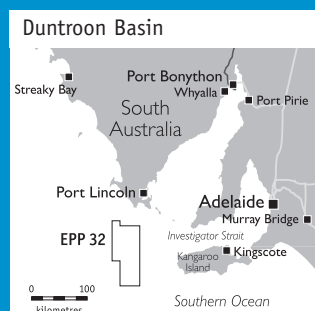 Duntroon Basin
Port Bonython
Streaky Bay
Whyalla
Port Pirie
South
Australia
Port Lincoln
Adelaide
Murray Bridge
EPP 32
Investigator Strait
Kingscote
Kangaroo
Island
0 100
kilometres
Southern Ocean